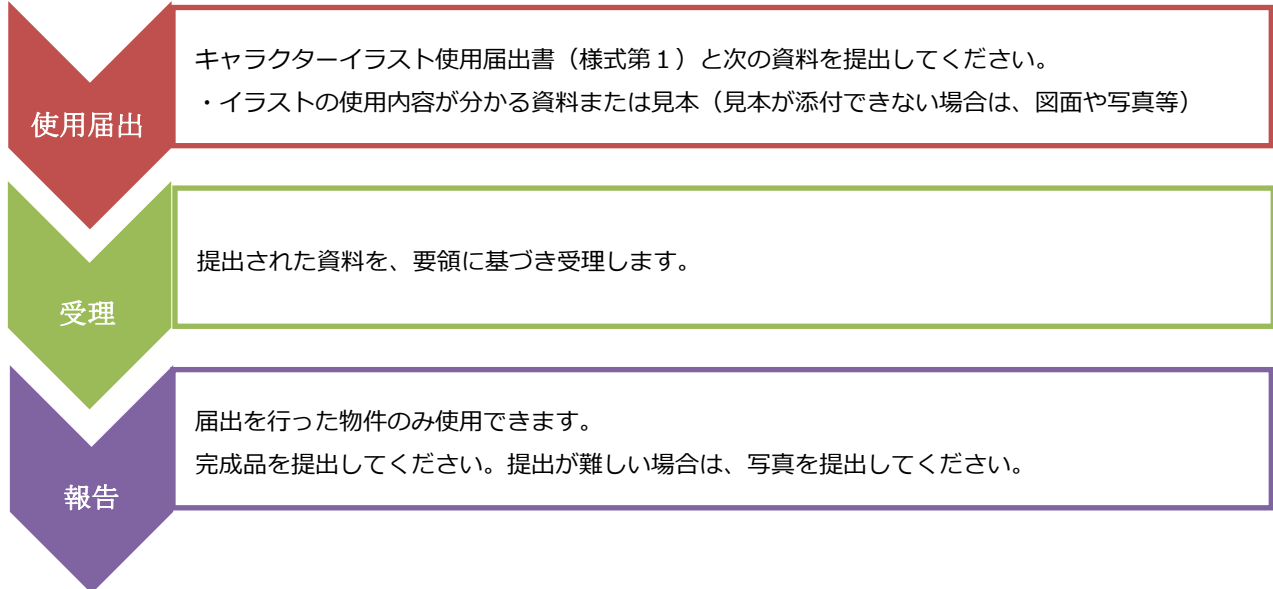 使用届出
キャラクターイラスト使用届出書（様式第１）と次の資料を提出してください。
・イラストの使用内容が分かる資料または見本（見本が添付できない場合は、図面や写真等）
受理
提出された資料を、要領に基づき受理します。
報告
届出を行った物件のみ使用できます。
完成品を提出してください。提出が難しい場合は、写真を提出してください。